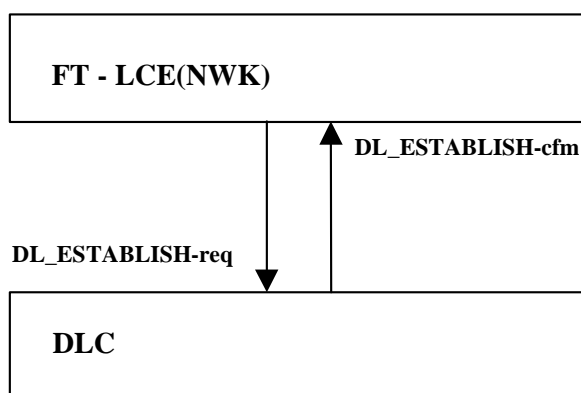 FT - LCE(NWK)
DL_ESTABLISH-cfm
DL_ESTABLISH-req
DLC